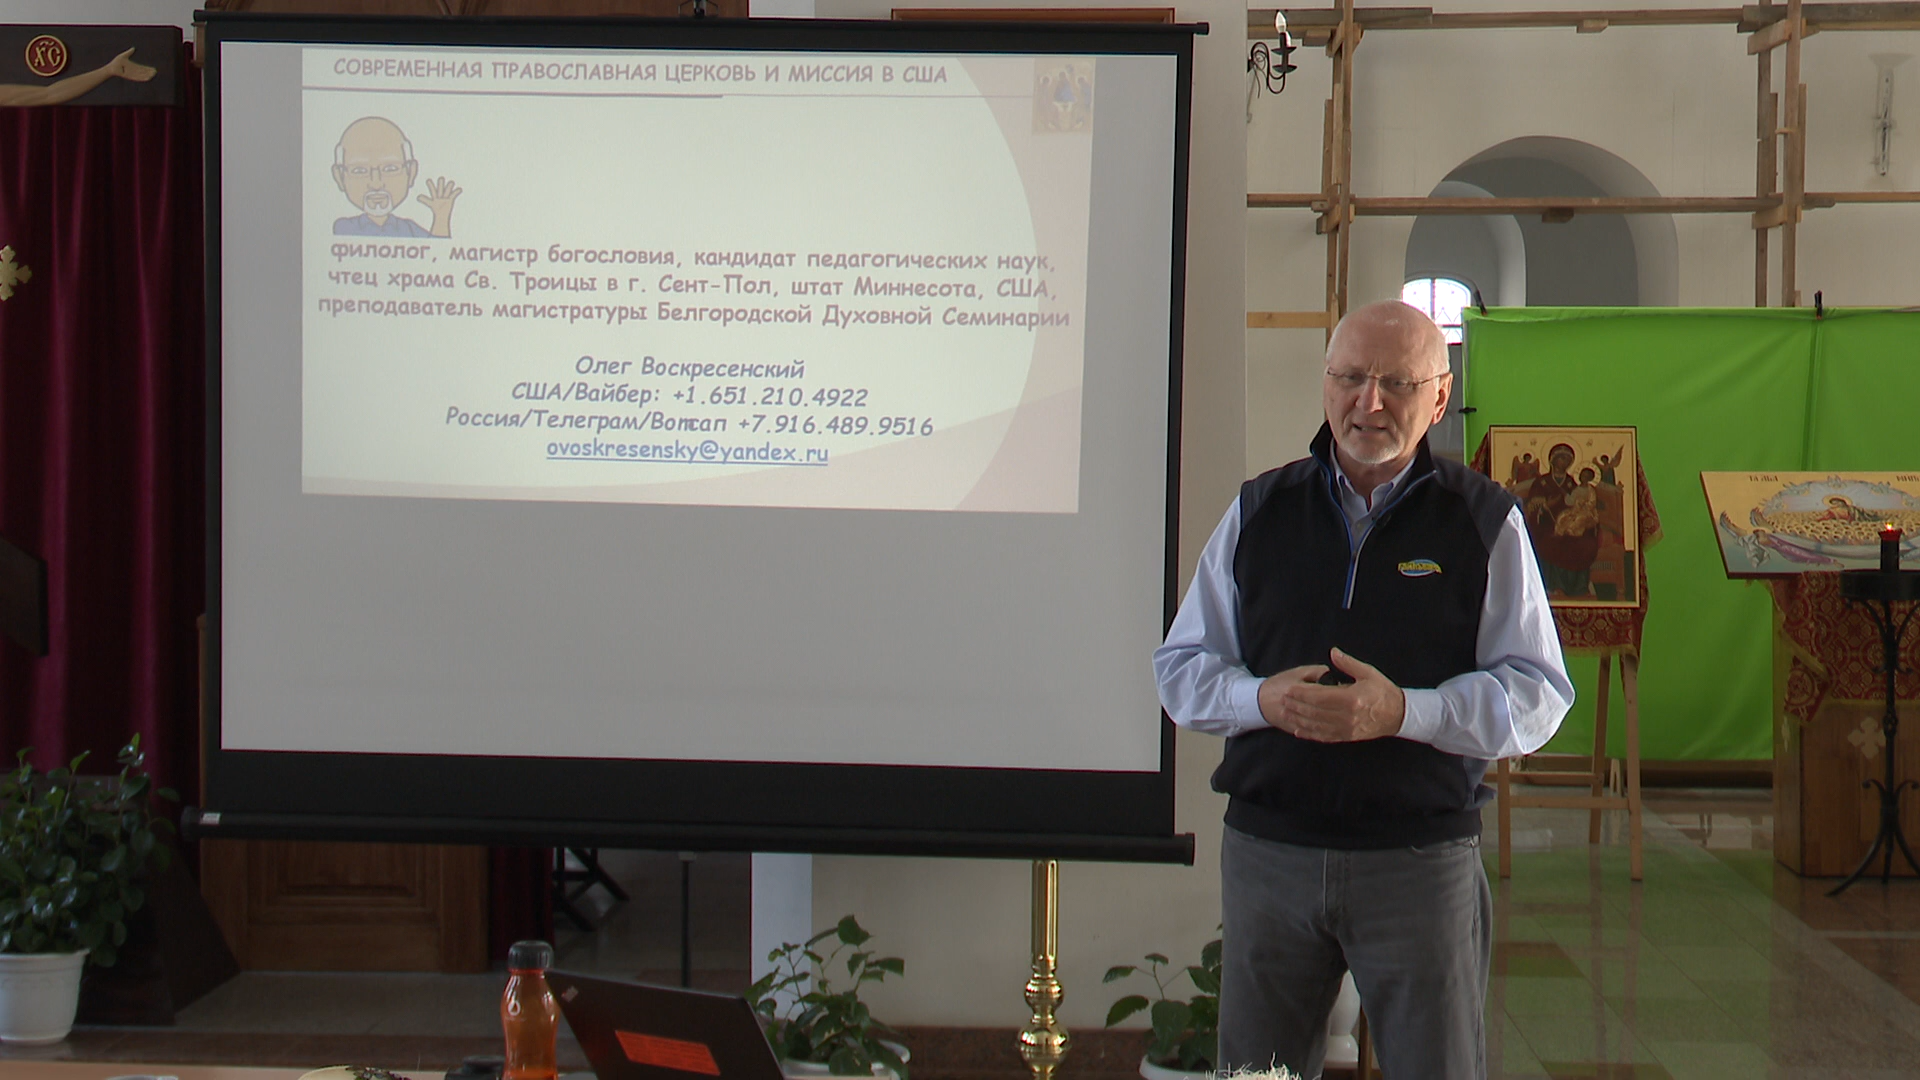 СОВРЕМЕННАЯ ПРАВОСЛАВНАЯ ЦЕРКОВЬ И МИССИЯ В США
филолог, магистр богословия, кандидат педагогических наук,
чтец храма Св. Троицы в г. Сент-Пол, штат Миннесота, США,
преподаватель магистратуры Белгородской Духовной Семинарии
Олег Воскресенский
США/Вайбер: +1.651.210.4922
Россия/Телеграм/Вотсап +7.916.489.9516
ovoskresensky@yandex.ru